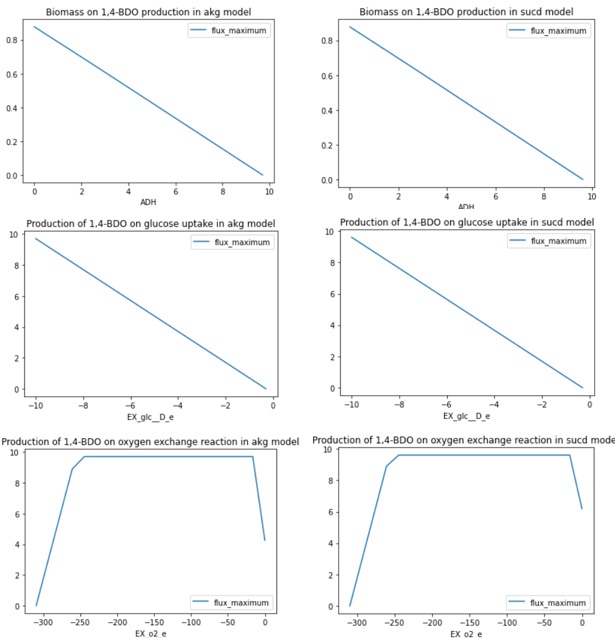 Biomass on 1,4-BDO production in akg model
flux_maximum
0.8
0.6
0.4
0.2
0.0
0 2 4 6 8 10
ADH
Biomass on 1,4-BDO production in sucd model
flux_maximum
0.8
0.6
0.4
0.2
0.0
0 2 4 6 8 10
ADH
Production of 1,4-BDO on glucose uptake in akg model
flux_maximum
10
8
6
4
2
0
−10 −8 −6 −4 −2 0
EX_glc__D_e
Production of 1,4-BDO on glucose uptake in sucd model
flux_maximum
10
8
6
4
2
0
−10 −8 −6 −4 −2 0
EX_glc__D_e
Production of 1,4-BDO on oxygen exchange reaction in akg model
10
8
6
4
2
0
flux_maximum
−300 −250 −200 −150 −100 −50 0
EX_o2_e
Production of 1,4-BDO on oxygen exchange reaction in sucd mode
10
8
6
4
2
0
flux_maximum
−300 −250 −200 −150 −100 −50 0
EX_o2_e